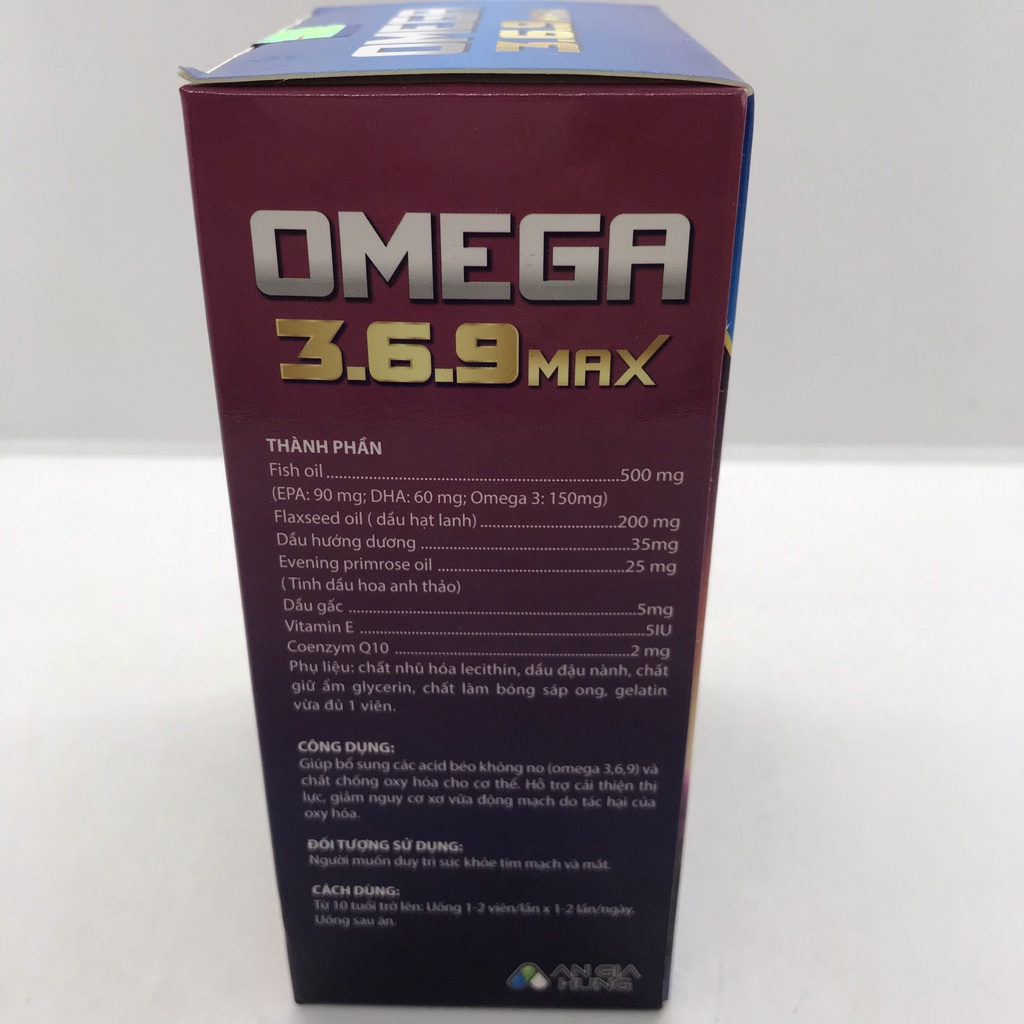 OMEGA
3.6.9
OMEGA
3.6.9 MAX
THÀNH PHẦN
Fish oil..........500 mg
(EPA: 90 mg; DHA: 60 mg; Omega 3: 150mg)
Flaxseed oil ( dầu hạt lanh)..........200 mg
Dầu hướng dương..........35mg
Evening primrose oil..........25 mg
( Tinh dầu hoa anh thảo)
Dầu gấc..........5mg
Vitamin E..........5IU
Coenzym Q10..........2 mg
Phụ liệu: chất nhũ hóa lecithin, dầu đậu nành, chất
giữ ẩm glycerin, chất làm bóng sáp ong, gelatin
vừa đủ 1 viên.
CÔNG DỤNG:
Giúp bổ sung các acid béo không no (omega 3,6,9) và
chất chống oxy hóa cho cơ thể. Hỗ trợ cải thiện thị
lực, giảm nguy cơ xơ vữa động mạch do tác hại của
oxy hóa.
ĐỐI TƯỢNG SỬ DỤNG:
Người muốn duy trì sức khỏe tim mạch và mắt.
CÁCH DÙNG:
Từ 10 tuổi trở lên: Uống 1-2 viên/lần x 1-2 lần/ngày.
Uống sau ăn.
AN GIA
HUNG